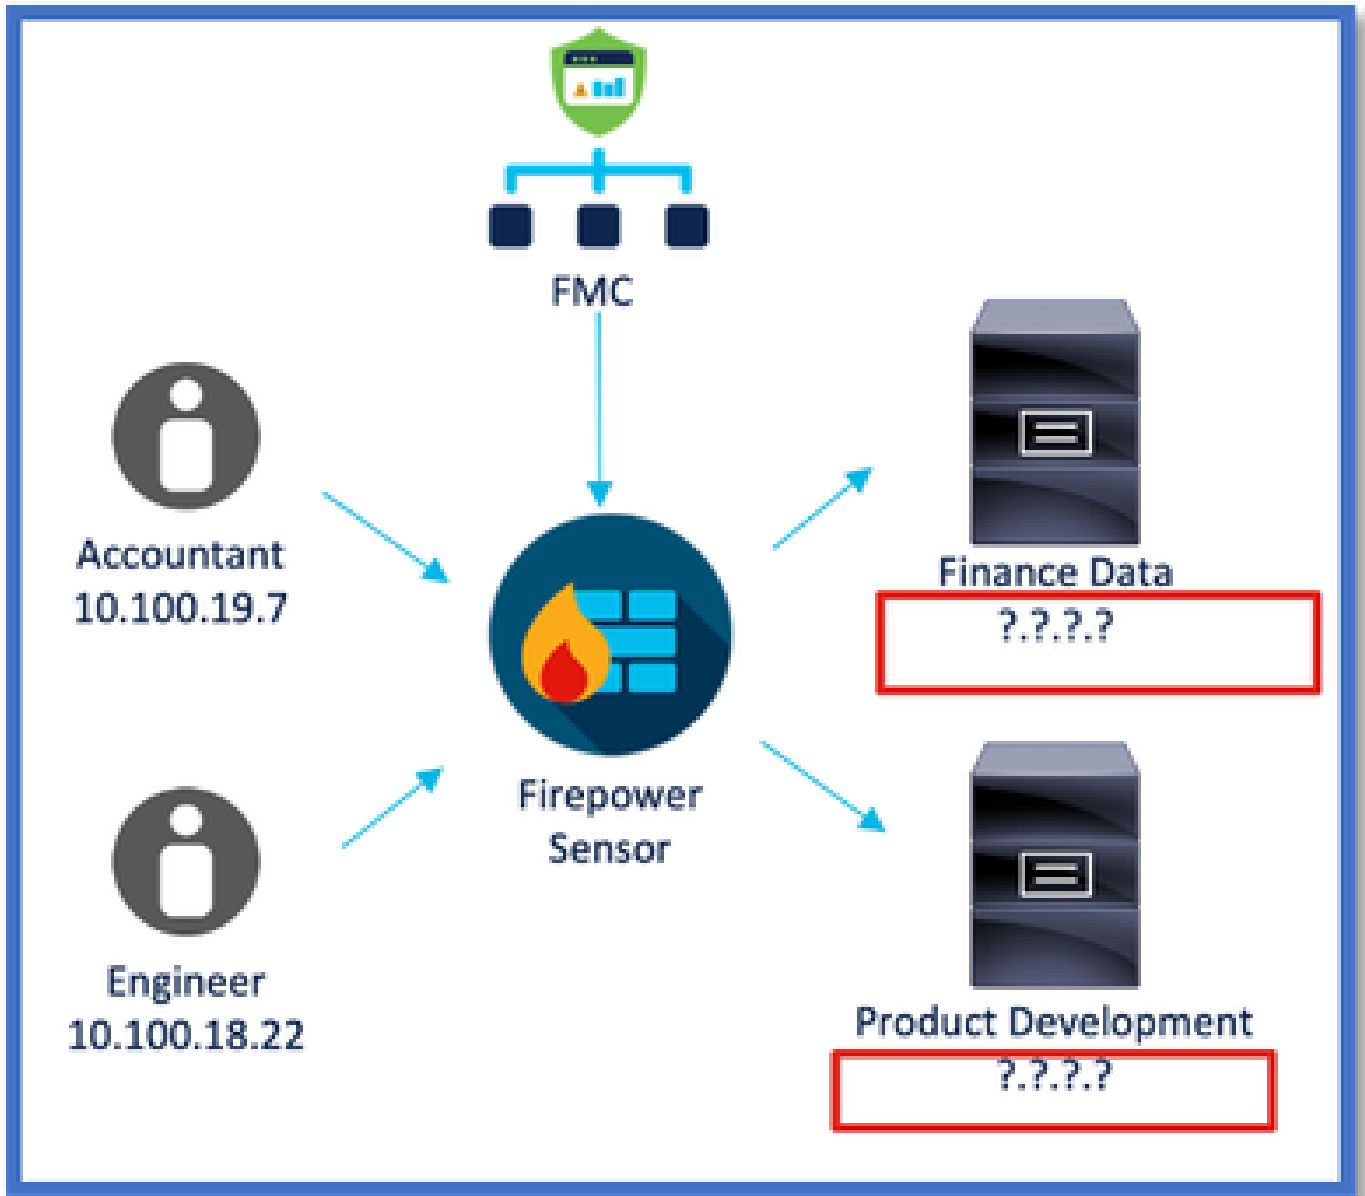 FMC
Accountant
10.100.19.7
Engineer
10.100.18.22
Firepower
Sensor
Finance Data
?.?.?.?
Product Development
?.?.?.?